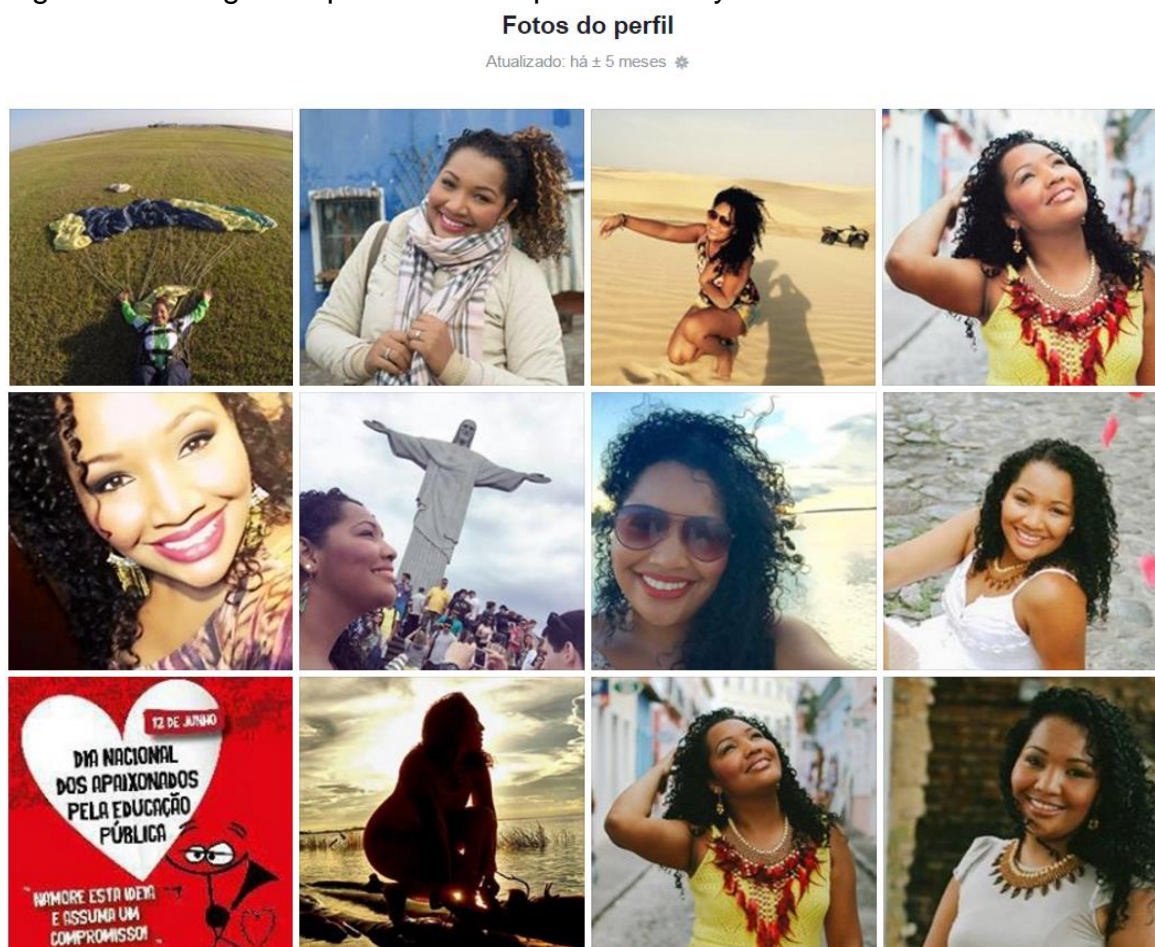 Fotos do perfil
Atualizado: há ± 5 meses
12 DE JUNHO
DIA NACIONAL
DOS APAIXONADOS
PELA EDUCAÇÃO
PÚBLICA
"NAMORE ESTA IDEIA
E ASSUMA UM
COMPROMISSO!